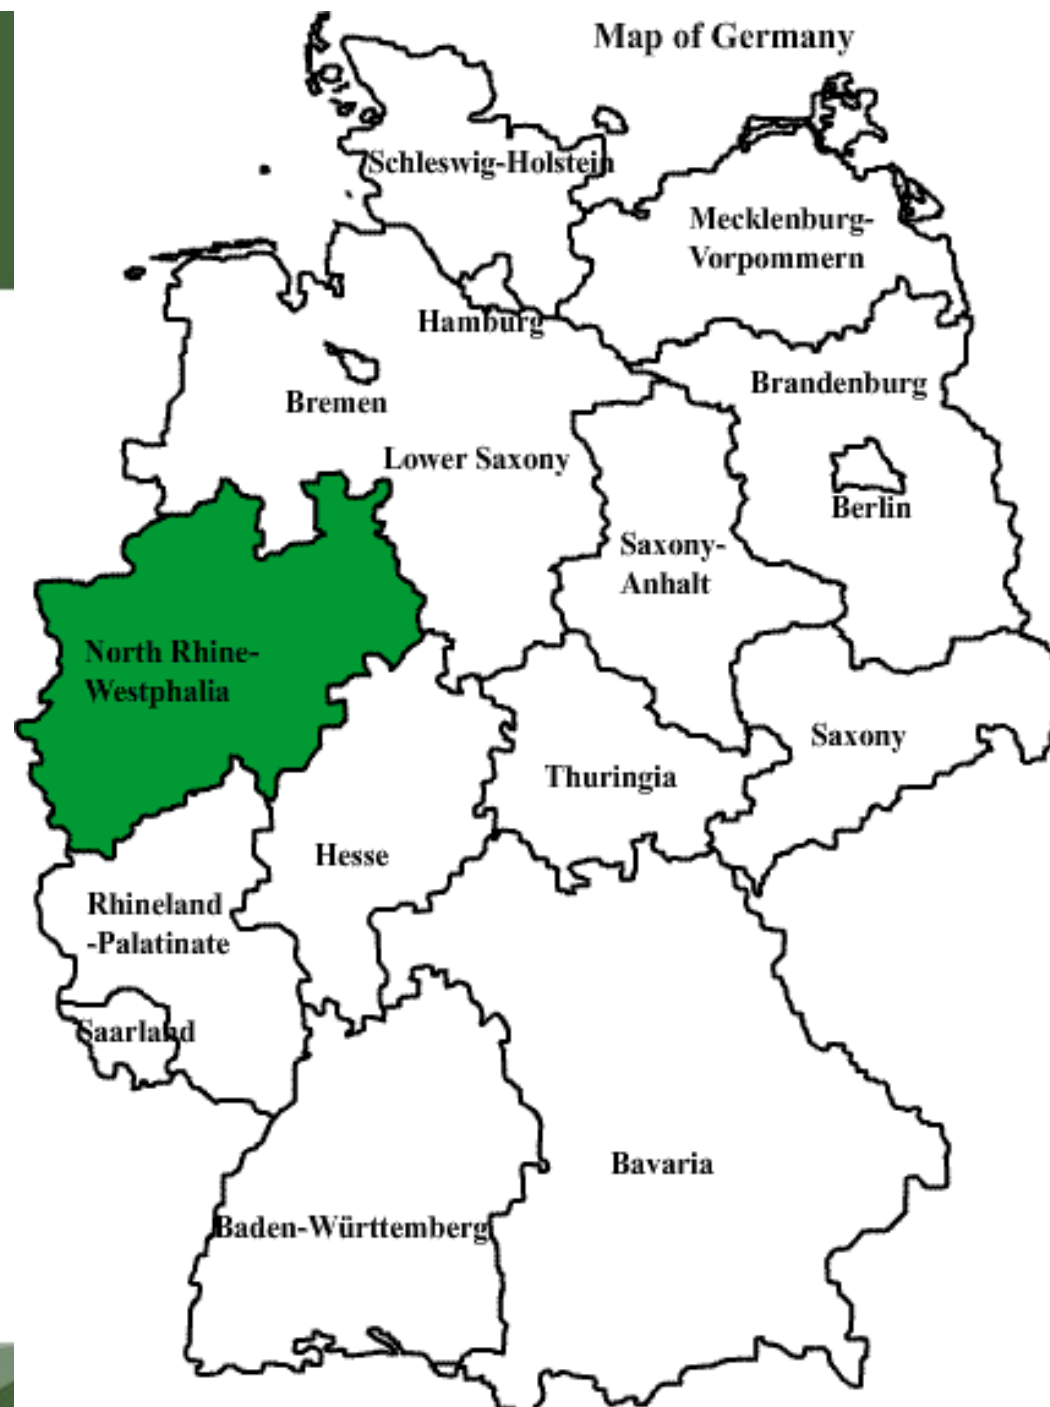 Map of Germany
Schleswig-Holstein
Mecklenburg-
Vorpommern
Hamburg
Brandenburg
Bremen
Lower Saxony
Berlin
Saxony-
Anhalt
North Rhine-
Westphalia
Saxony
Thuringia
Hesse
Rhineland
-Palatinate
Saarland
Bavaria
Baden-Württemberg